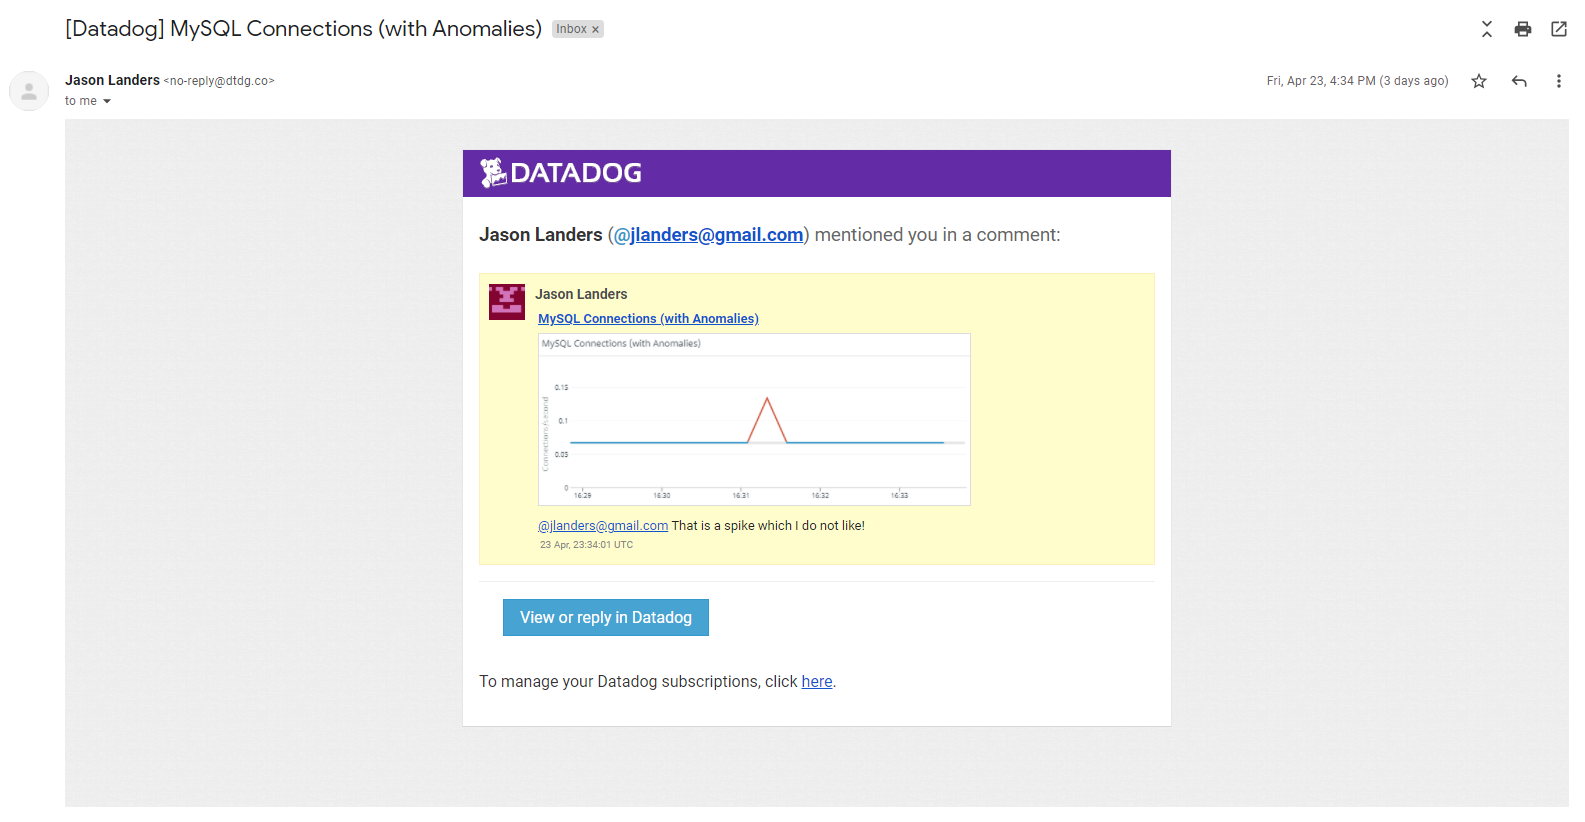 [Datadog] MySQL Connections (with Anomalies) Inbox ×
Jason Landers <no-reply@dtdg.co> Fri, Apr 23, 4:34 PM (3 days ago)
to me
DATADOG
Jason Landers (@jlanders@gmail.com) mentioned you in a comment:
Jason Landers
MySQL Connections (with Anomalies)
MySQL Connections (with Anomalies)
Connections/second
0.15
0.1
0.05
0
16:29 16:30 16:31 16:32 16:33
@jlanders@gmail.com That is a spike which I do not like!
23 Apr, 23:34:01 UTC
View or reply in Datadog
To manage your Datadog subscriptions, click here.